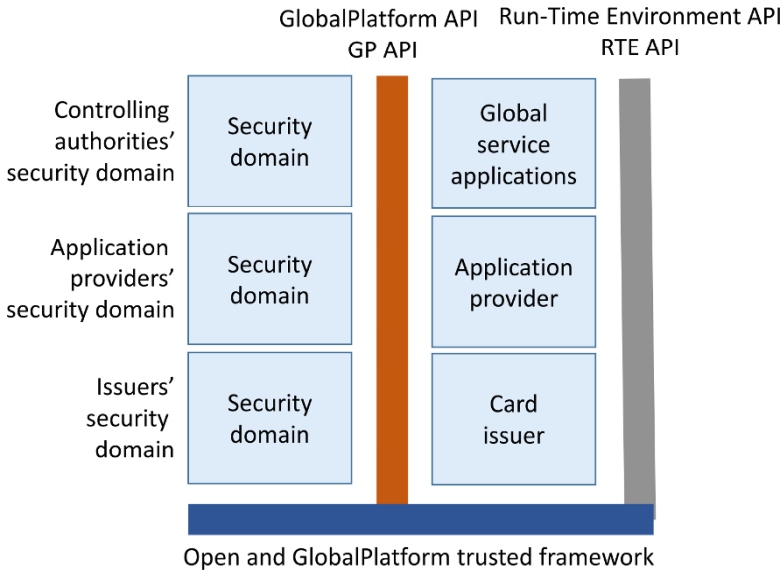 GlobalPlatform API
GP API
Run-Time Environment API
RTE API
Controlling
authorities’
security domain
Security
domain
Global
service
applications
Application
providers’
security domain
Security
domain
Application
provider
Issuers’
security
domain
Security
domain
Card
issuer
Open and GlobalPlatform trusted framework